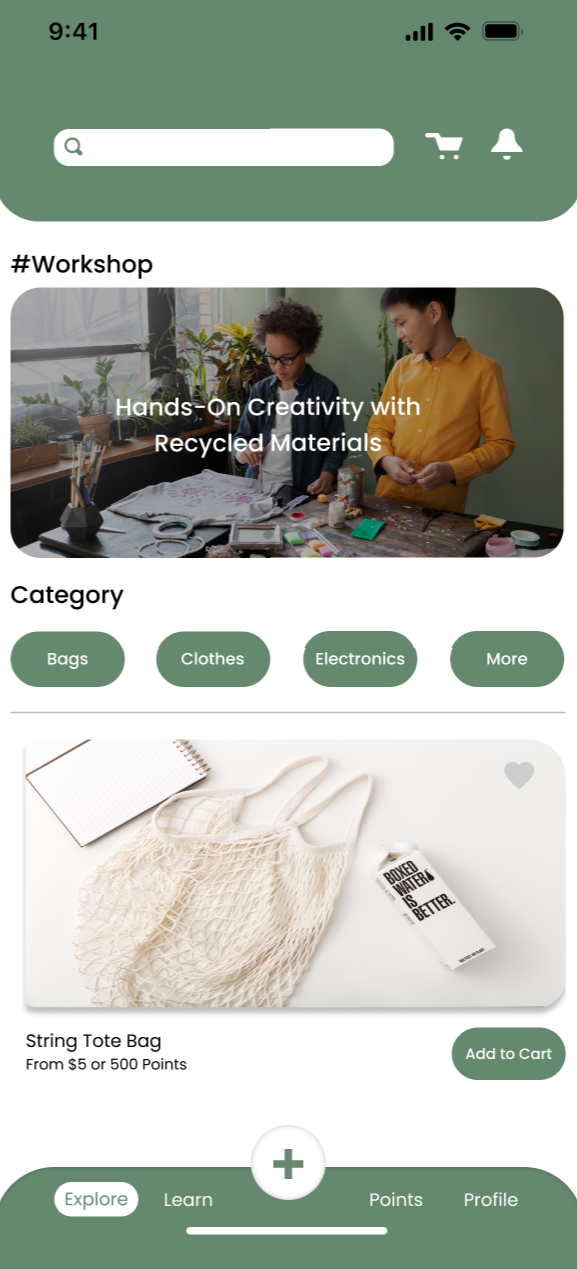 9:41
#Workshop
Hands-On Creativity with
Recycled Materials
Category
Bags
Clothes
Electronics
More
BOXED
WATER
IS
BETTER.
String Tote Bag
From $5 or 500 Points
Add to Cart
Explore
Learn
Points
Profile